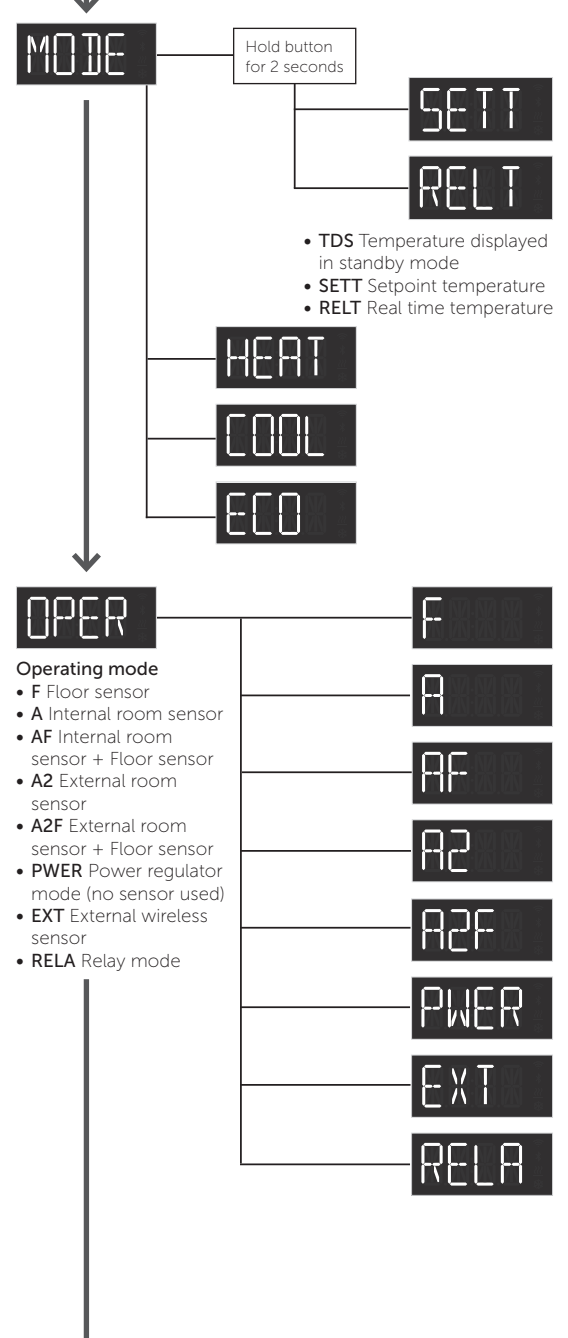 MODE
Hold button
for 2 seconds
SETT
RELT
• TDS Temperature displayed
in standby mode
• SETT Setpoint temperature
• RELT Real time temperature
HEAT
COOL
ECO
OPER
Operating mode
• F Floor sensor
• A Internal room sensor
• AF Internal room
sensor + Floor sensor
• A2 External room
sensor
• A2F External room
sensor + Floor sensor
• PWER Power regulator
mode (no sensor used)
• EXT External wireless
sensor
• RELA Relay mode
F
A
AF
A2
A2F
PWER
EXT
RELA